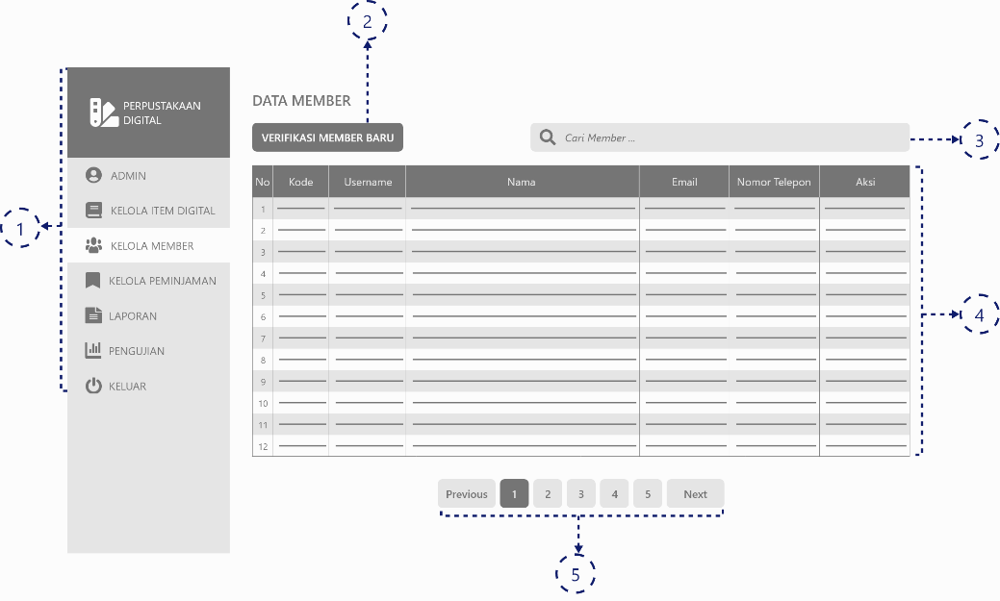 2
PERPUSTAKAAN
DIGITAL
DATA MEMBER
VERIFIKASI MEMBER BARU
Cari Member ...
3
1
ADMIN
KELOLA ITEM DIGITAL
KELOLA MEMBER
KELOLA PEMINJAMAN
LAPORAN
PENGUJIAN
KELUAR
No Kode Username Nama Email Nomor Telepon Aksi
1
2
3
4
5
6
7
8
9
10
11
12
4
Previous 1 2 3 4 5 Next
5